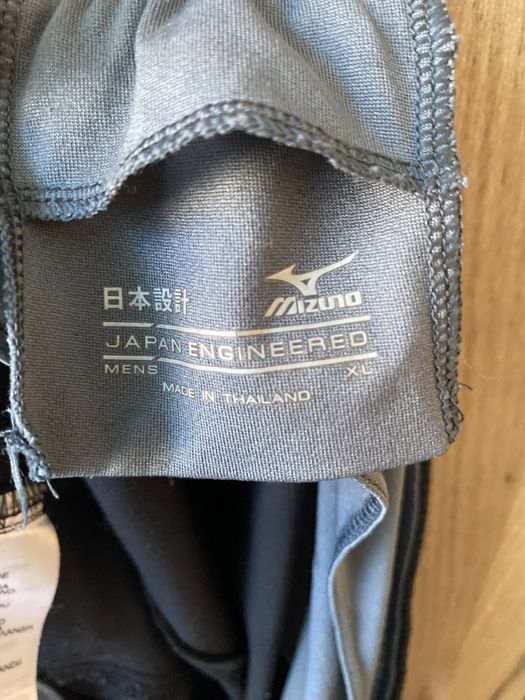 日本設計
MIZUNO
JAPAN ENGINEERED
MENS XL
MADE IN THAILAND